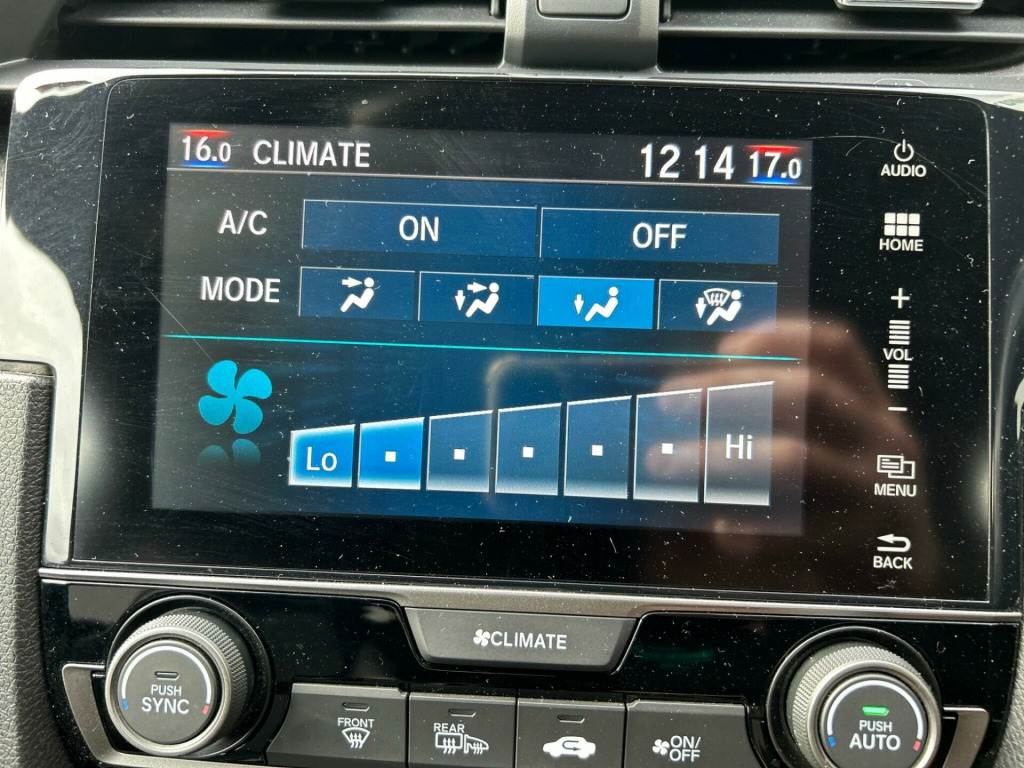 16.0 CLIMATE 12 14 17.0
A/C ON OFF
MODE
Lo Hi
AUDIO
HOME
+
VOL
−
MENU
BACK
CLIMATE
PUSH
SYNC
FRONT
REAR
ON/
OFF
PUSH
AUTO